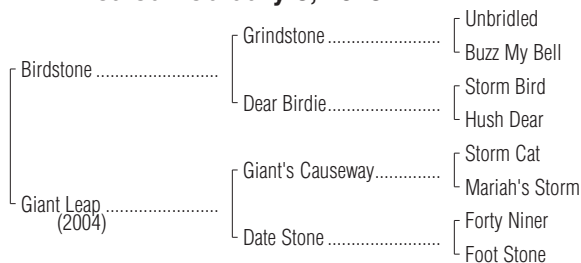 Unbridled
Grindstone ........................
Buzz My Bell
Birdstone ..........................
Storm Bird
Dear Birdie........................
Hush Dear
Storm Cat
Giant's Causeway..............
Mariah's Storm
Giant Leap ........................
(2004)
Forty Niner
Date Stone ........................
Foot Stone